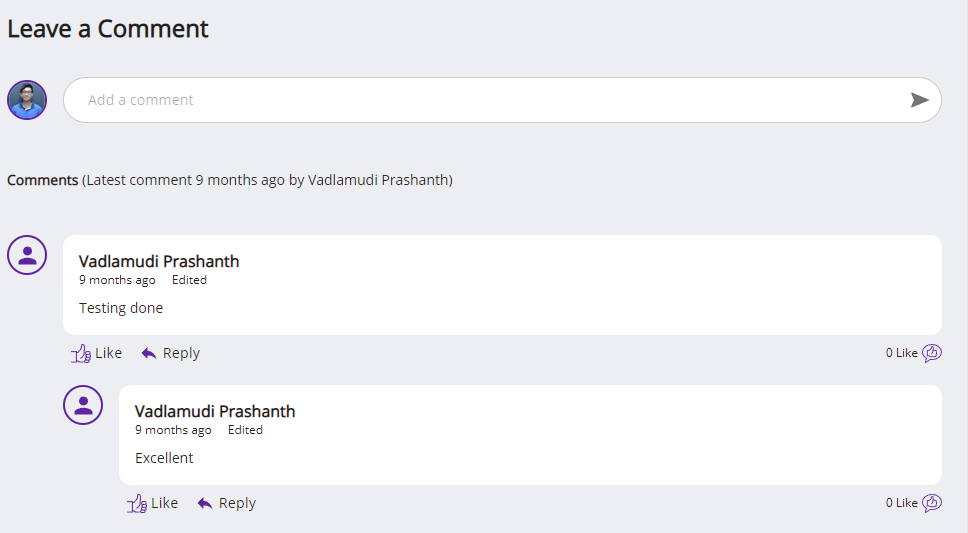 Leave a Comment
Add a comment
Comments (Latest comment 9 months ago by Vadlamudi Prashanth)
Vadlamudi Prashanth
9 months ago Edited
Testing done
Like Reply 0 Like
Vadlamudi Prashanth
9 months ago Edited
Excellent
Like Reply 0 Like